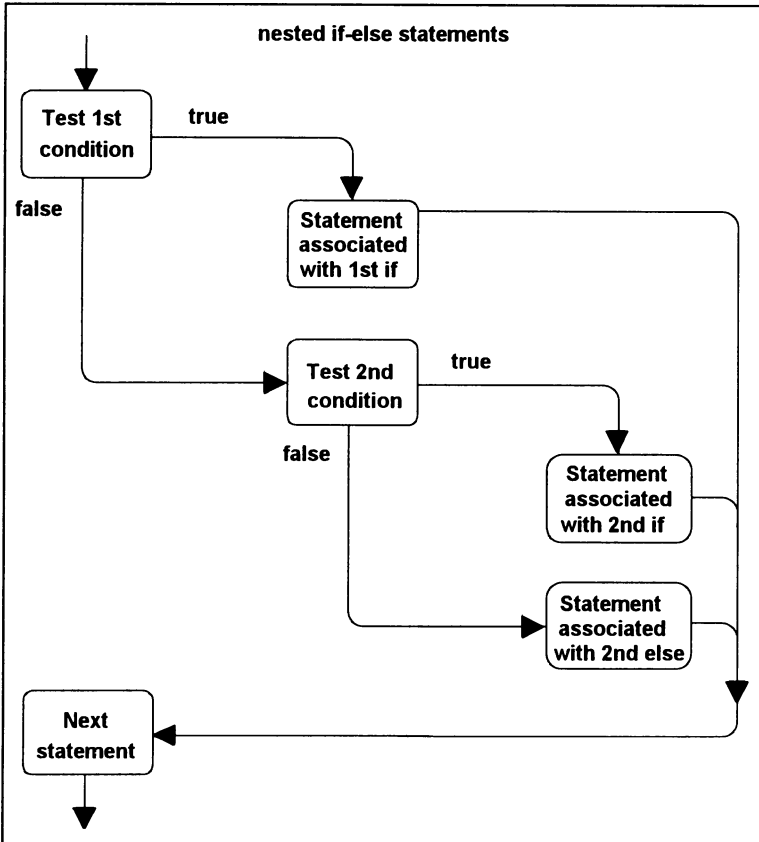 nested if-else statements
Test 1st
condition
true
false
Statement
associated
with 1st if
Test 2nd
condition
true
false
Statement
associated
with 2nd if
Statement
associated
with 2nd else
Next
statement